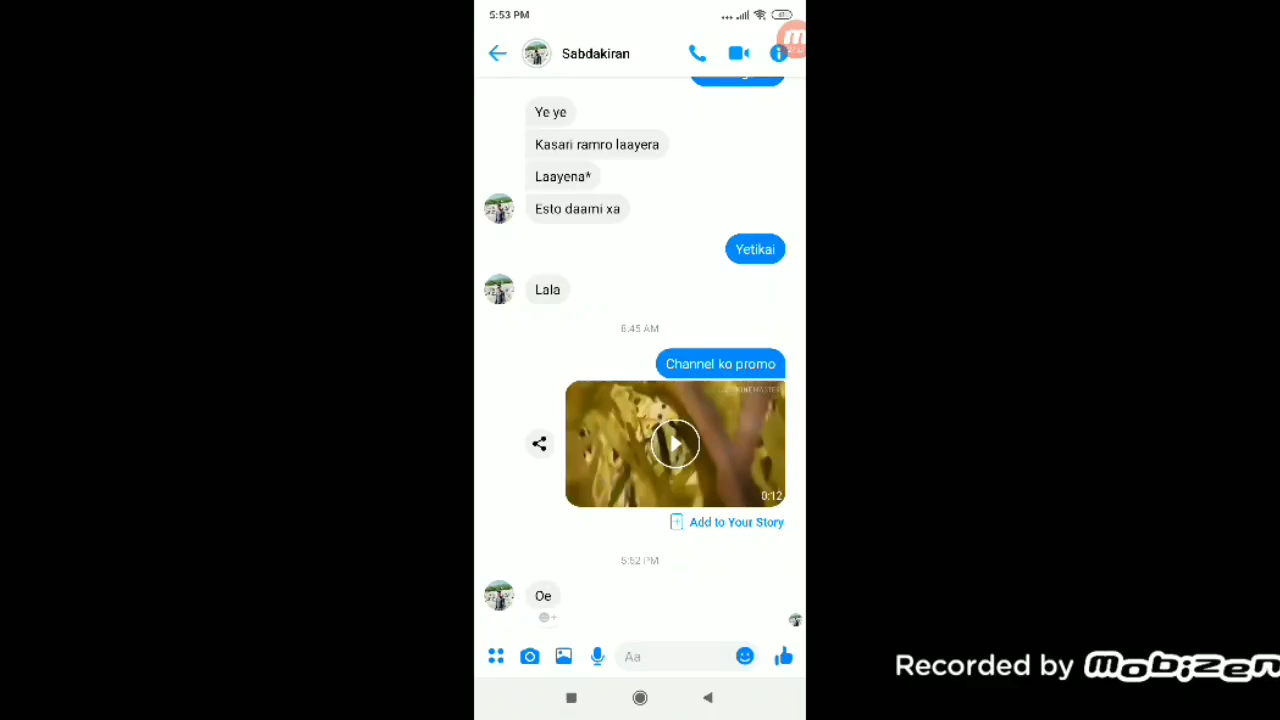 5:53 PM
Sabdakiran
Ye ye
Kasari ramro laayera
Laayena*
Esto daami xa
Yetikai
Lala
6:45 AM
Channel ko promo
KINEMASTER
0:12
Add to Your Story
5:52 PM
Oe
Aa
Recorded by mobizen